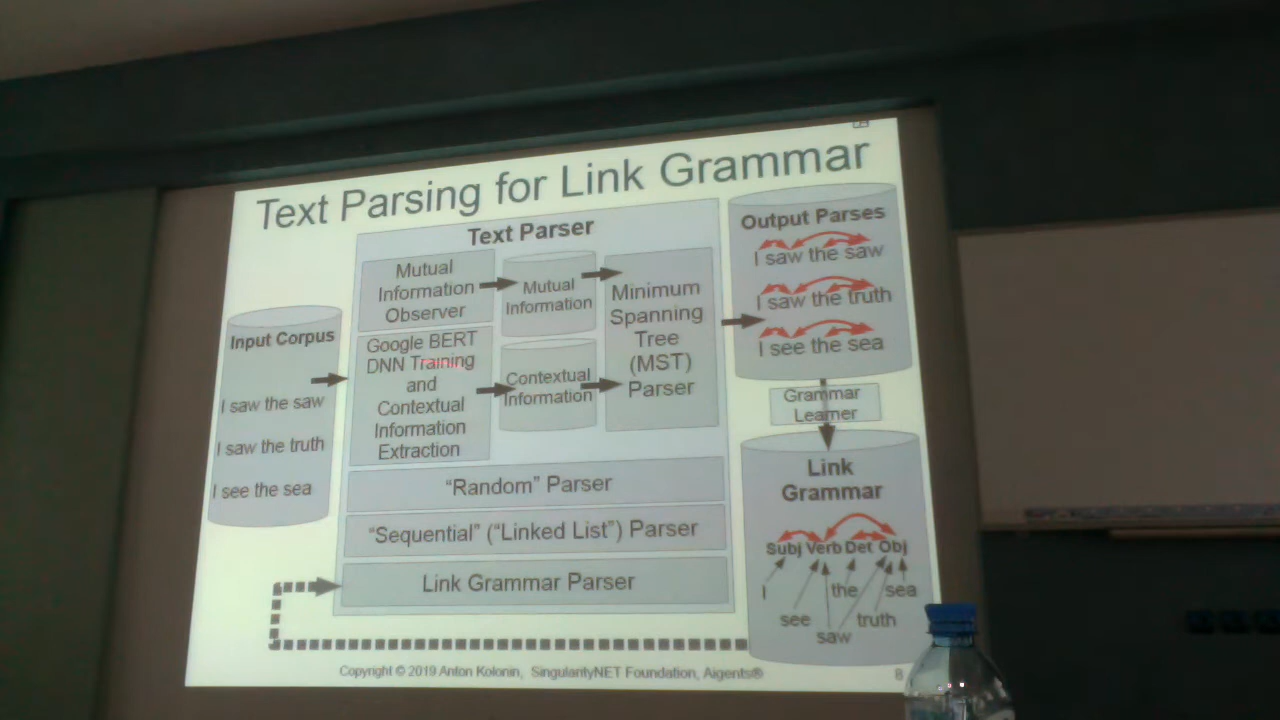 Text Parsing for Link Grammar
Text Parser
Mutual
Information
Observer
Mutual
Information
Google BERT
DNN Training
and
Contextual
Information
Extraction
Contextual
Information
Minimum
Spanning
Tree
(MST)
Parser
"Random" Parser
"Sequential" ("Linked List") Parser
Link Grammar Parser
Input Corpus
I saw the saw
I saw the truth
I see the sea
Output Parses
I saw the saw
I saw the truth
I see the sea
Grammar
Learner
Link
Grammar
Subj Verb Det Obj
I
the
sea
see
truth
saw
Copyright © 2019 Anton Kolonin, SingularityNET Foundation, Aigents®
8